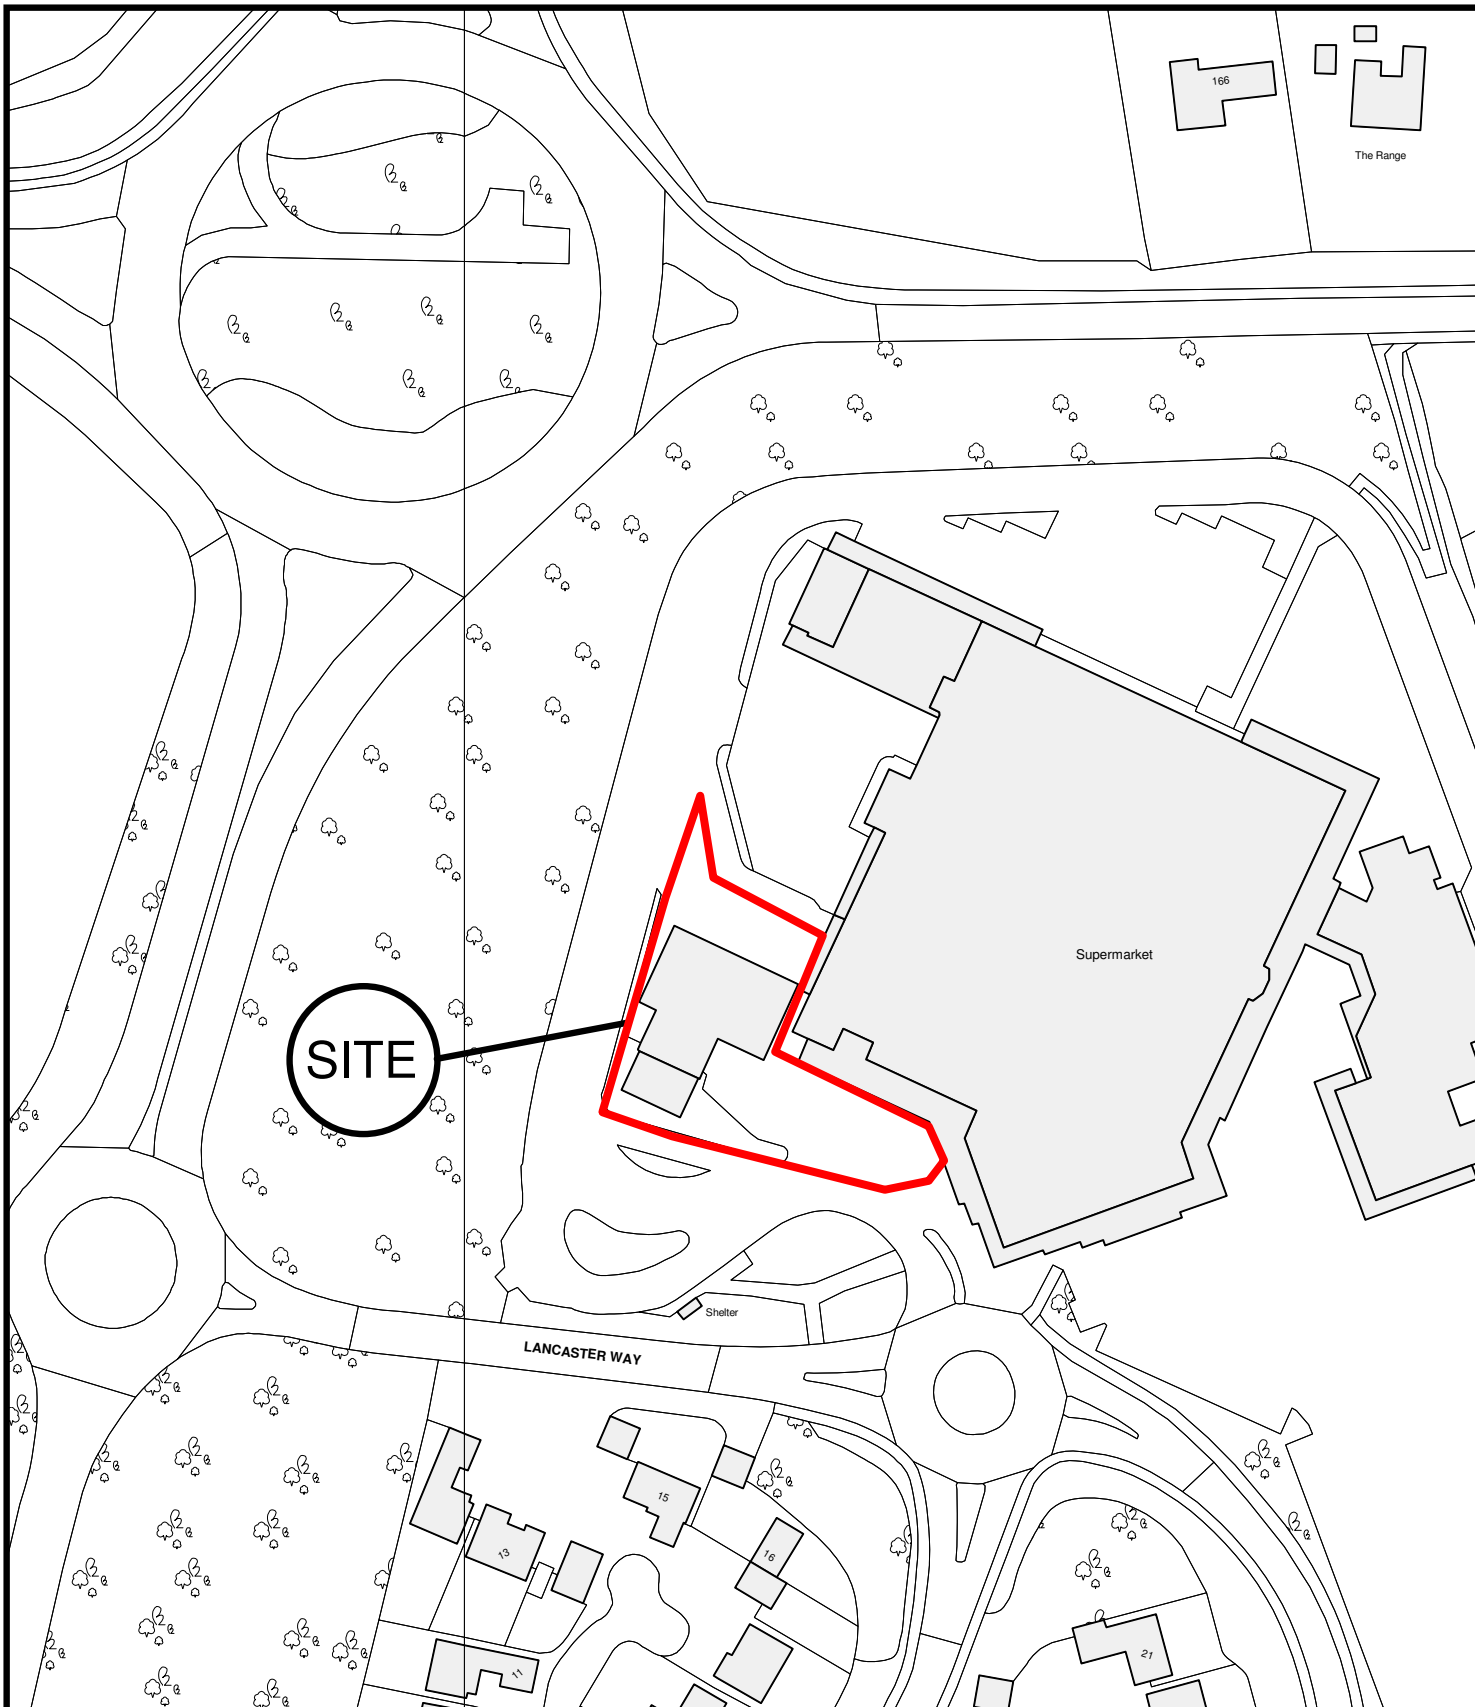 166
The Range
Supermarket
SITE
Shelter
LANCASTER WAY
15
13
16
11
21